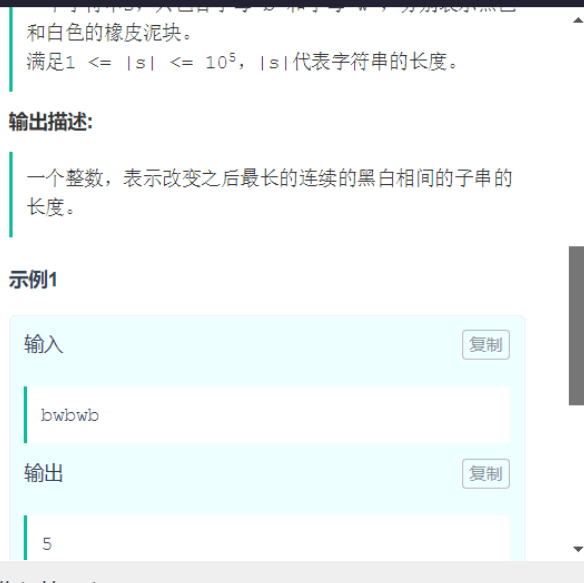 和白色的橡皮泥块。
满足1 <= |s| <= 10⁵, |s|代表字符串的长度。
输出描述:
一个整数，表示改变之后最长的连续的黑白相间的子串的
长度。
示例1
输入
复制
bwbwb
输出
复制
5